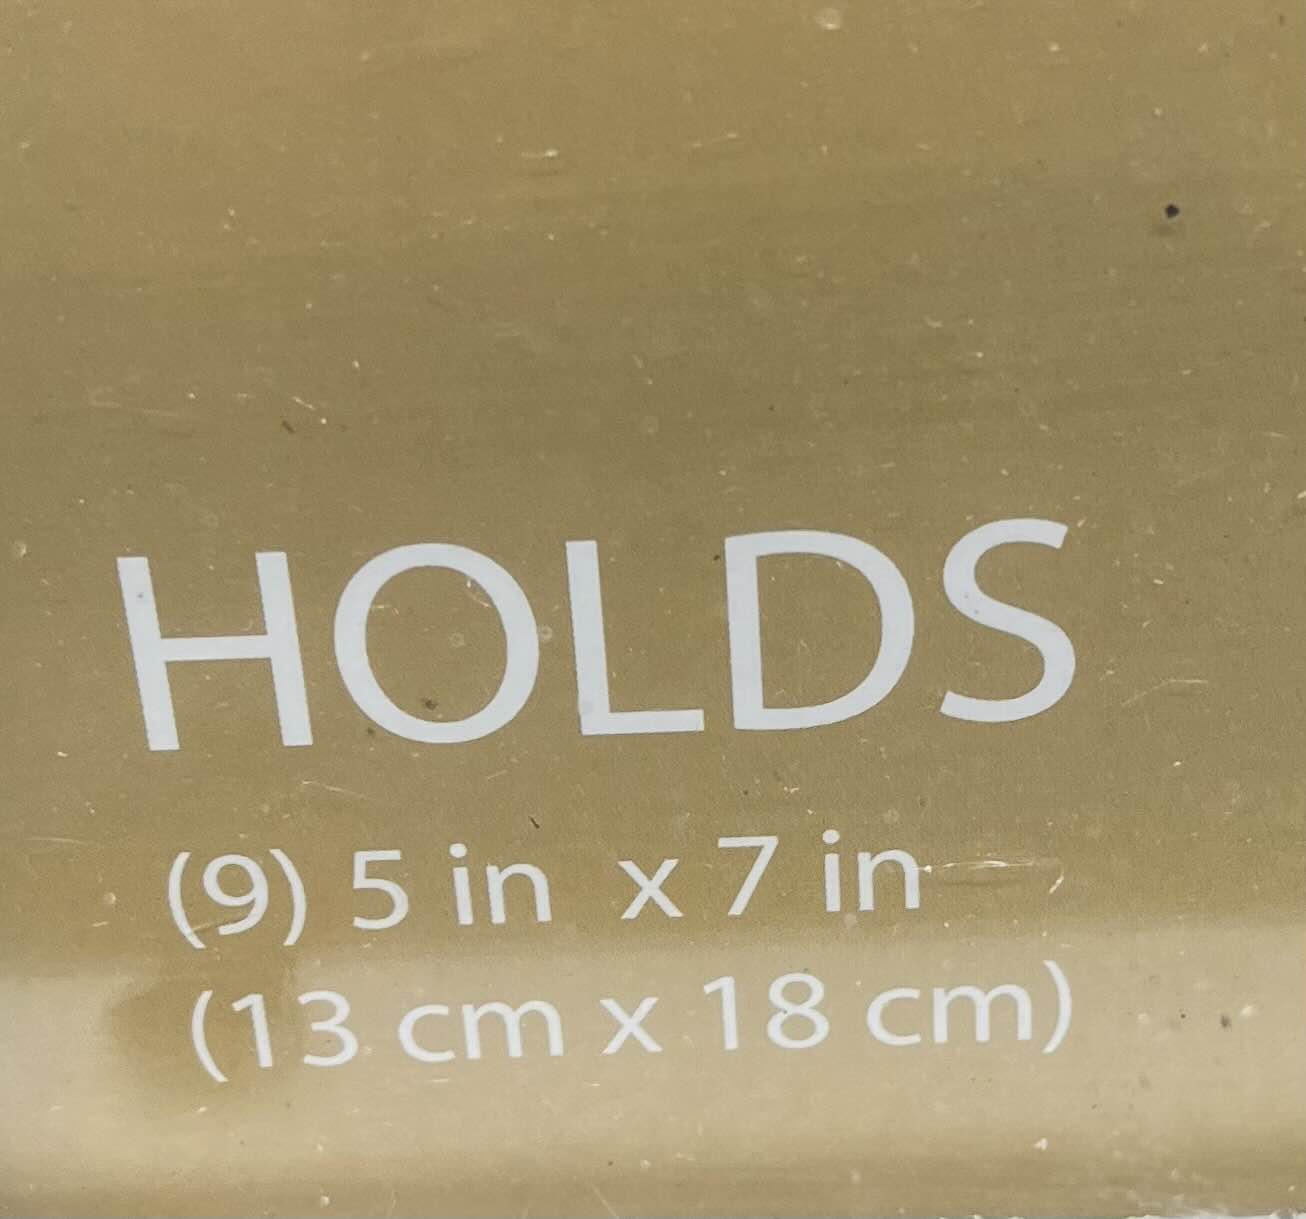 HOLDS
(9) 5 in x 7 in
(13 cm x 18 cm)